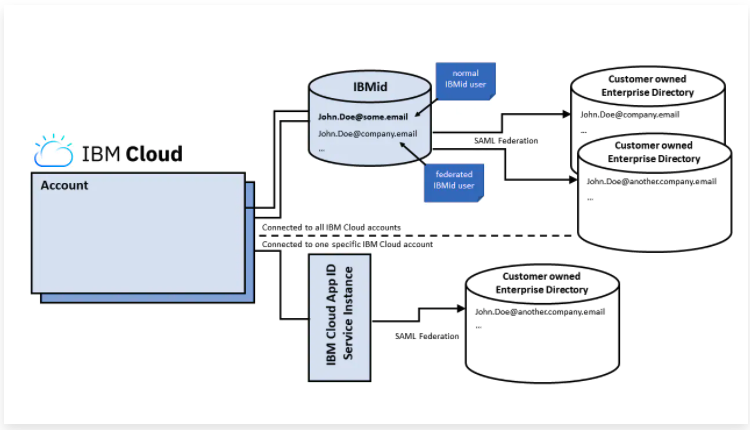 IBM Cloud
Account
IBMid
John.Doe@some.email
John.Doe@company.email
...
normal
IBMid user
federated
IBMid user
SAML Federation
Customer owned
Enterprise Directory
John.Doe@company.email
...
Customer owned
Enterprise Directory
John.Doe@another.company.email
...
Connected to all IBM Cloud accounts
Connected to one specific IBM Cloud account
IBM Cloud App ID
Service Instance
SAML Federation
Customer owned
Enterprise Directory
John.Doe@another.company.email
...